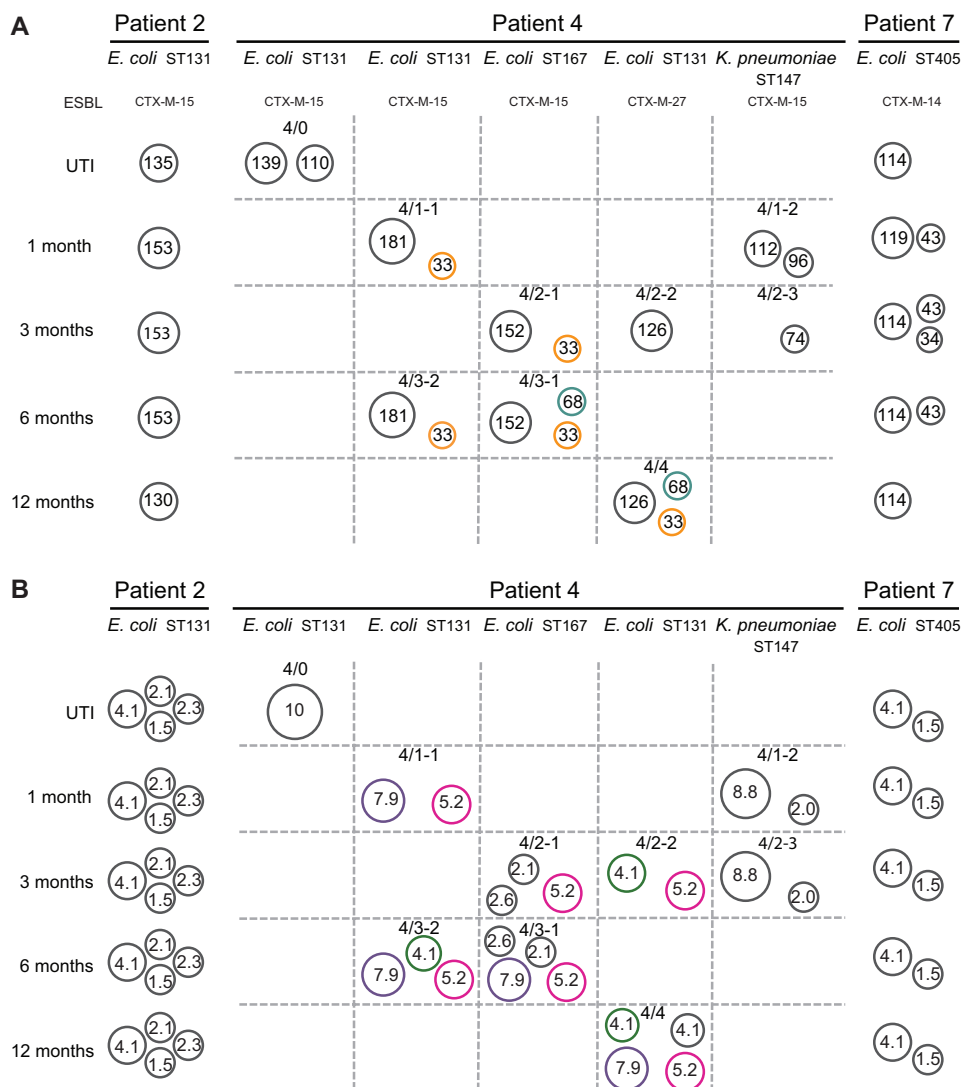 A
Patient 2 Patient 4 Patient 7
E. coli ST131 E. coli ST131 E. coli ST131 E. coli ST167 E. coli ST131 K. pneumoniae E. coli ST405
ST147
ESBL CTX-M-15 CTX-M-15 CTX-M-15 CTX-M-15 CTX-M-27 CTX-M-15 CTX-M-14
4/0
UTI 135 139 110 114
4/1-1 4/1-2
1 month 153 181 33 112 96 119 43
4/2-1 4/2-2 4/2-3
3 months 153 152 33 126 74 114 43 34
4/3-2 4/3-1
6 months 153 181 33 152 68 33 114 43
4/4
12 months 130 126 68 33 114
B
Patient 2 Patient 4 Patient 7
E. coli ST131 E. coli ST131 E. coli ST131 E. coli ST167 E. coli ST131 K. pneumoniae E. coli ST405
ST147
4/0
UTI 4.1 2.1 1.5 2.3 10 4.1 1.5
4/1-1 4/1-2
1 month 4.1 2.1 1.5 2.3 7.9 5.2 8.8 2.0 4.1 1.5
4/2-1 4/2-2 4/2-3
3 months 4.1 2.1 1.5 2.3 2.1 2.6 5.2 4.1 5.2 8.8 2.0 4.1 1.5
4/3-2 4/3-1
6 months 4.1 2.1 1.5 2.3 7.9 4.1 5.2 2.6 2.1 7.9 5.2 4.1 1.5
4/4
12 months 4.1 2.1 1.5 2.3 4.1 4.1 7.9 5.2 4.1 1.5